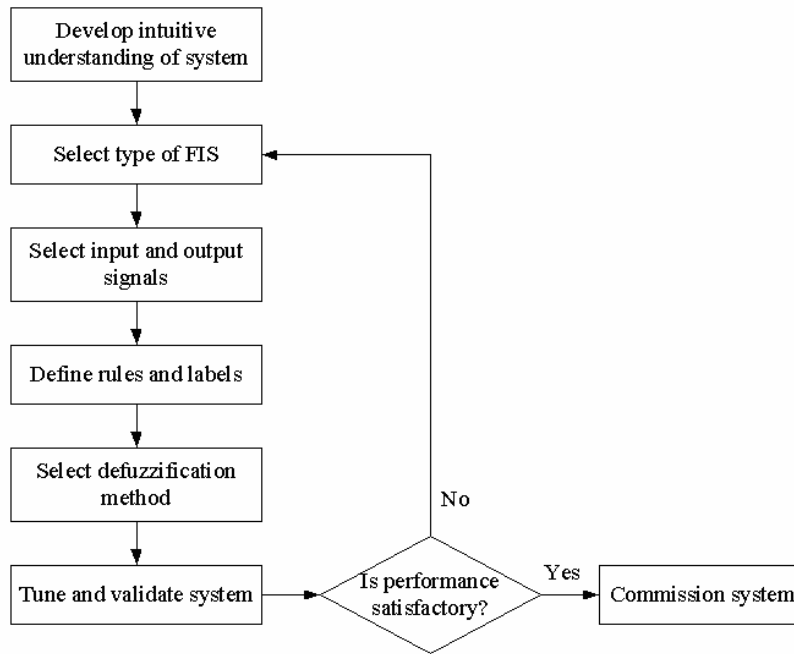 Develop intuitive
understanding of system
Select type of FIS
Select input and output
signals
Define rules and labels
Select defuzzification
method
No
Tune and validate system
Is performance
satisfactory?
Yes
Commission system